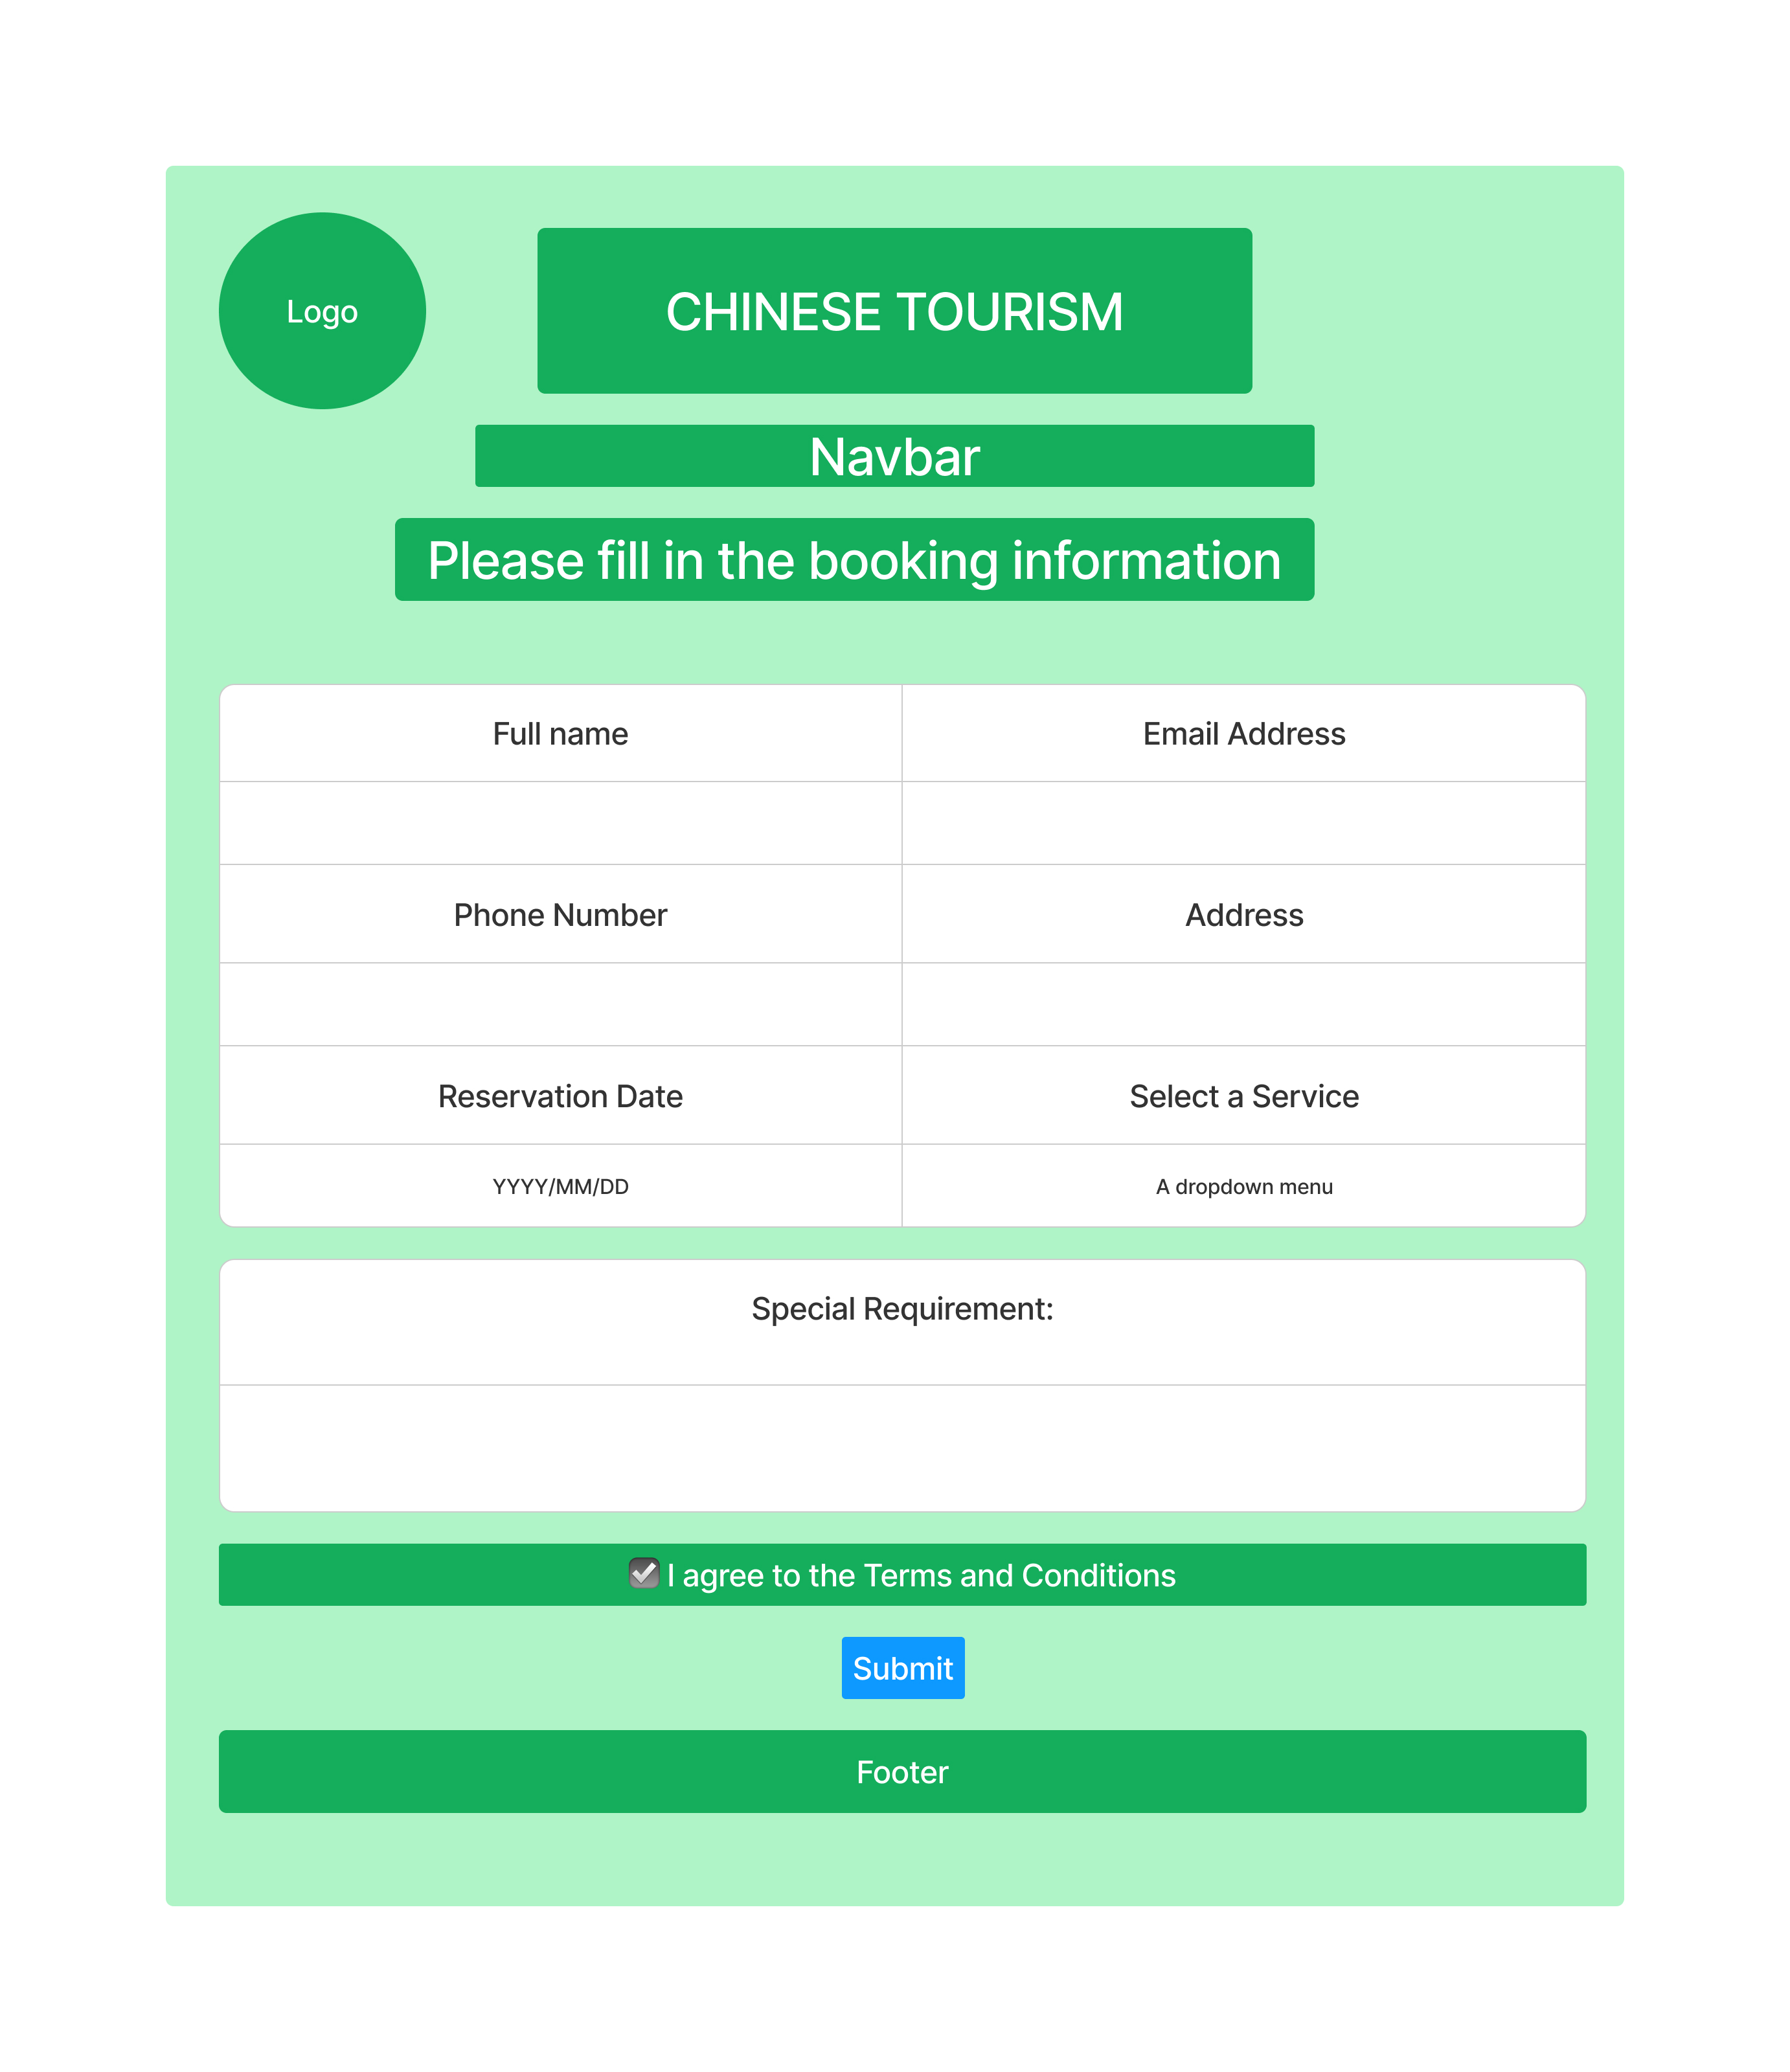 Logo
CHINESE TOURISM
Navbar
Please fill in the booking information
Full name
Email Address
Phone Number
Address
Reservation Date
Select a Service
YYYY/MM/DD
A dropdown menu
Special Requirement:
I agree to the Terms and Conditions
Submit
Footer